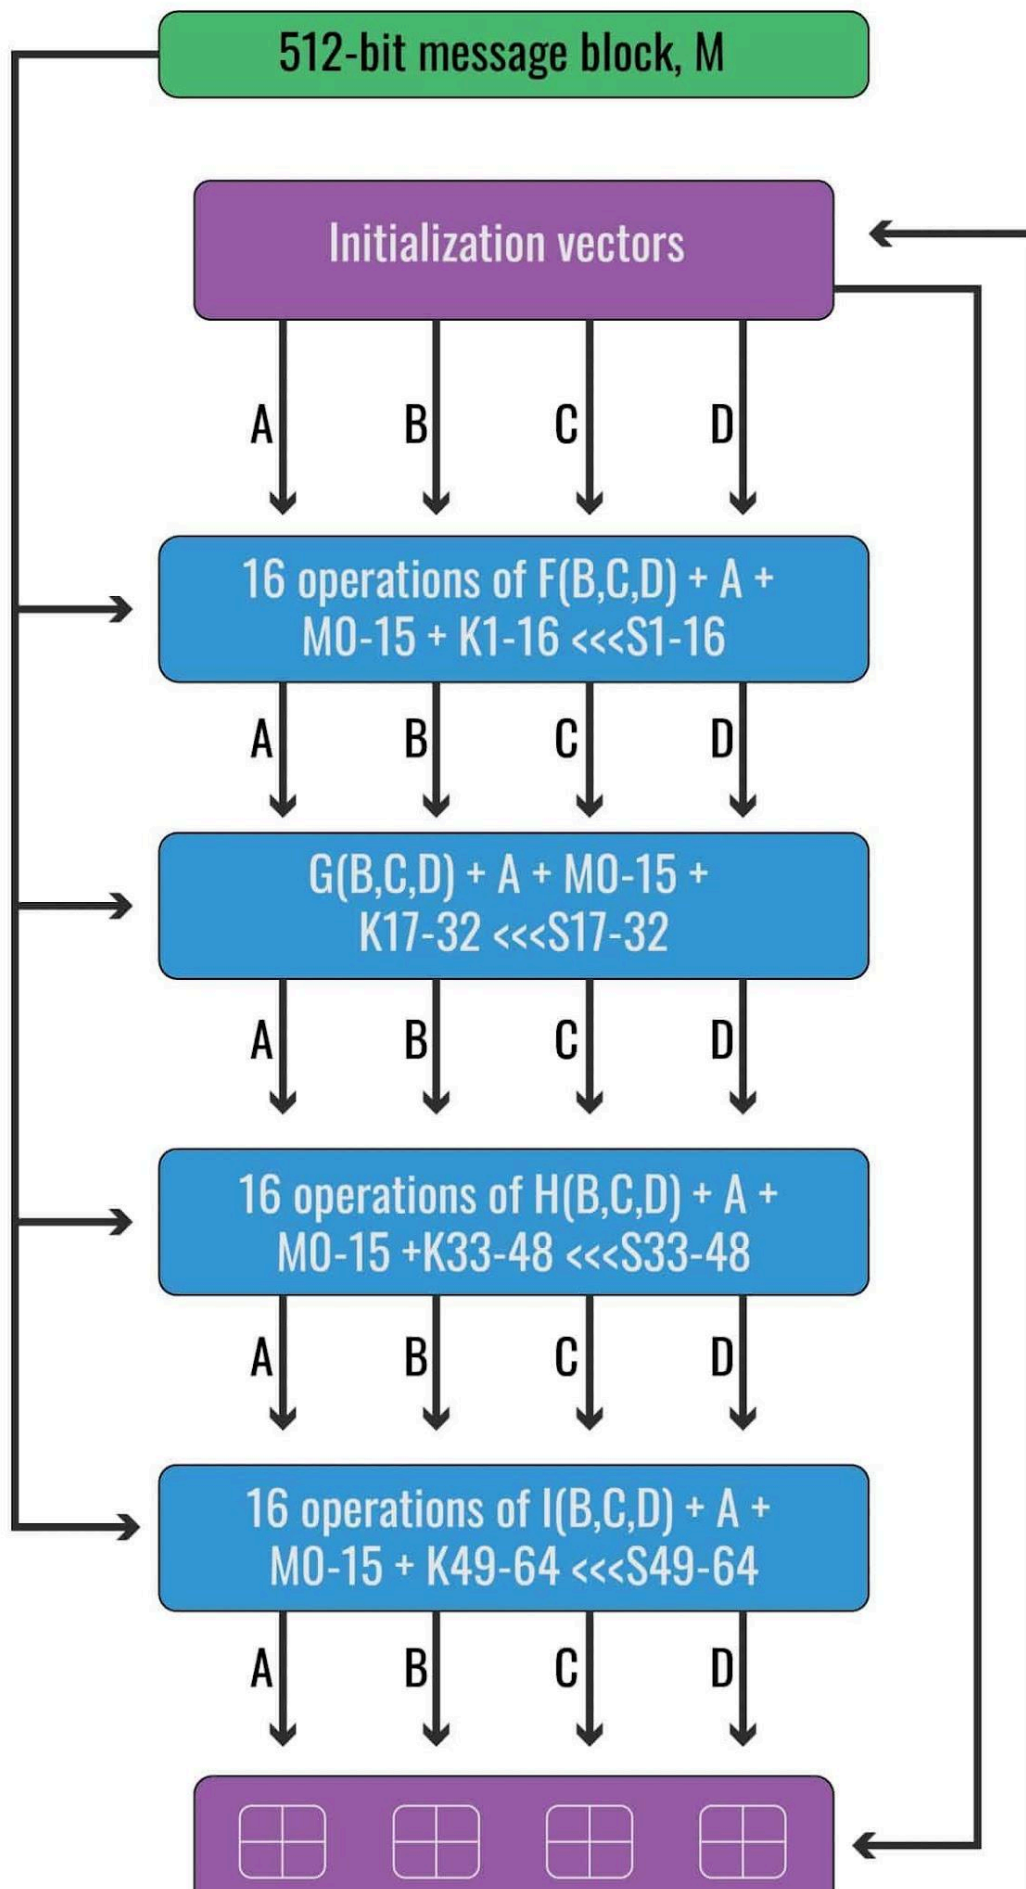 512-bit message block, M
Initialization vectors
A B C D
16 operations of F(B,C,D) + A +
M0-15 + K1-16 <<<S1-16
A B C D
G(B,C,D) + A + M0-15 +
K17-32 <<<S17-32
A B C D
16 operations of H(B,C,D) + A +
M0-15 +K33-48 <<<S33-48
A B C D
16 operations of I(B,C,D) + A +
M0-15 + K49-64 <<<S49-64
A B C D